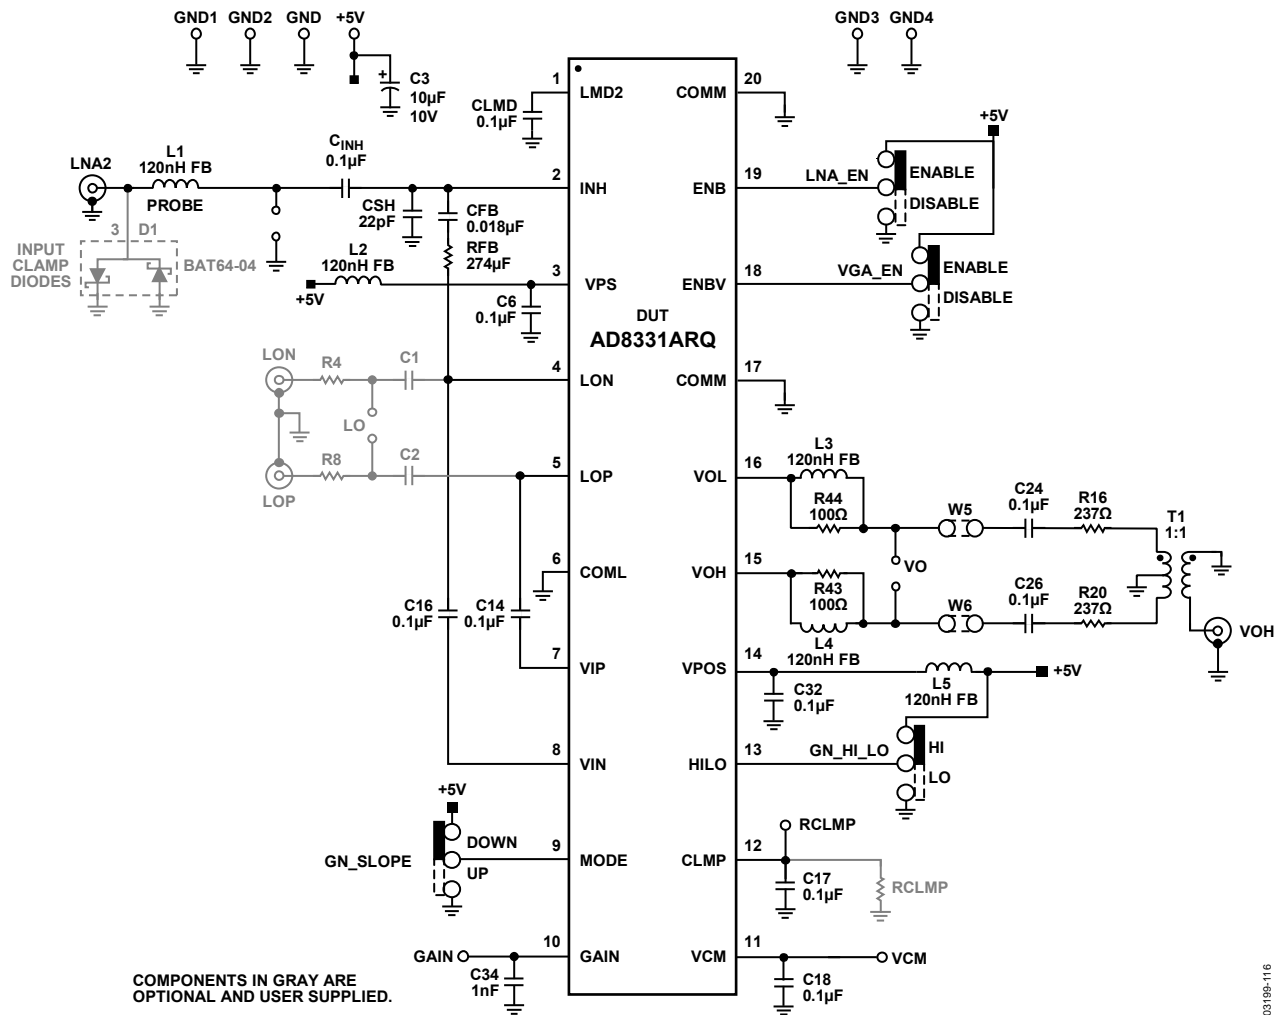 GND1 GND2 GND +5V
GND3 GND4
+ C3
10µF
10V
1 LMD2
CLMD
0.1µF
COMM 20
+5V
L1
120nH FB
LNA2
PROBE
CINH
0.1µF
2 INH
CSH
22pF
CFB
0.018µF
RFB
274µF
ENB 19
LNA_EN
ENABLE
DISABLE
3 D1
INPUT
CLAMP
DIODES
BAT64-04
L2
120nH FB
+5V
3 VPS
C6
0.1µF
ENBV 18
VGA_EN
ENABLE
DISABLE
DUT
AD8331ARQ
LON R4 C1
4 LON
COMM 17
LO
LOP R8 C2
5 LOP
VOL 16
L3
120nH FB
R44
100Ω
W5
C24
0.1µF
R16
237Ω
T1
1:1
6 COML
VOH 15
VO
R43
100Ω
L4
120nH FB
W6
C26
0.1µF
R20
237Ω
VOH
C16
0.1µF
C14
0.1µF
7 VIP
VPOS 14
C32
0.1µF
L5
120nH FB
+5V
8 VIN
HILO 13
GN_HI_LO
HI
LO
+5V
GN_SLOPE
DOWN
UP
9 MODE
CLMP 12
RCLMP
C17
0.1µF
RCLMP
GAIN
10 GAIN
C34
1nF
VCM 11
VCM
C18
0.1µF
COMPONENTS IN GRAY ARE
OPTIONAL AND USER SUPPLIED.
03199-116